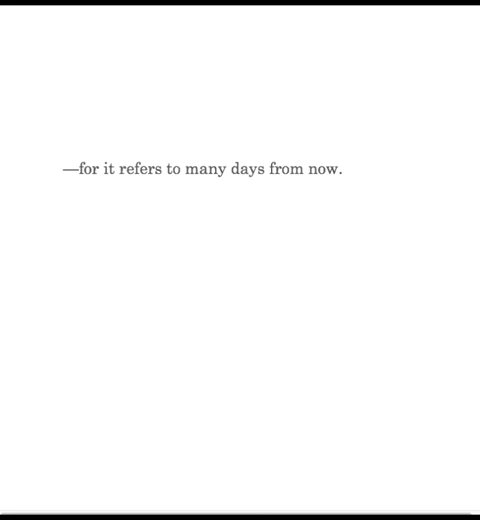 —for it refers to many days from now.